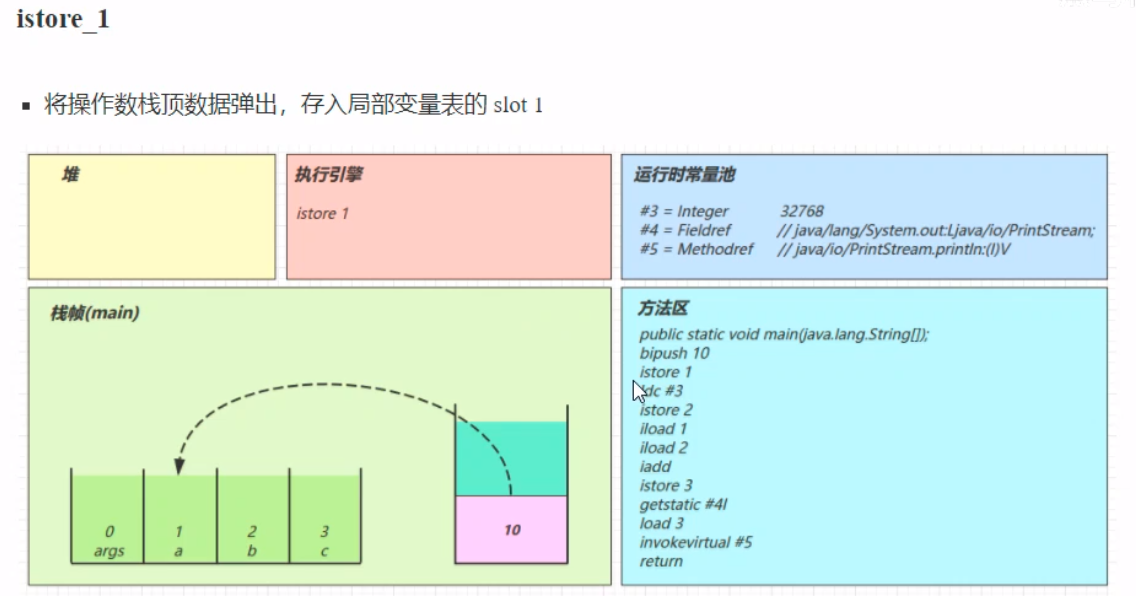 istore_1
▪ 将操作数栈顶数据弹出，存入局部变量表的 slot 1
堆
执行引擎
istore 1
运行时常量池
#3 = Integer 32768
#4 = Fieldref // java/lang/System.out:Ljava/io/PrintStream;
#5 = Methodref // java/io/PrintStream.println:(I)V
栈帧(main)
0 1 2 3
args a b c
10
方法区
public static void main(java.lang.String[]);
bipush 10
istore 1
ldc #3
istore 2
iload 1
iload 2
iadd
istore 3
getstatic #4I
load 3
invokevirtual #5
return